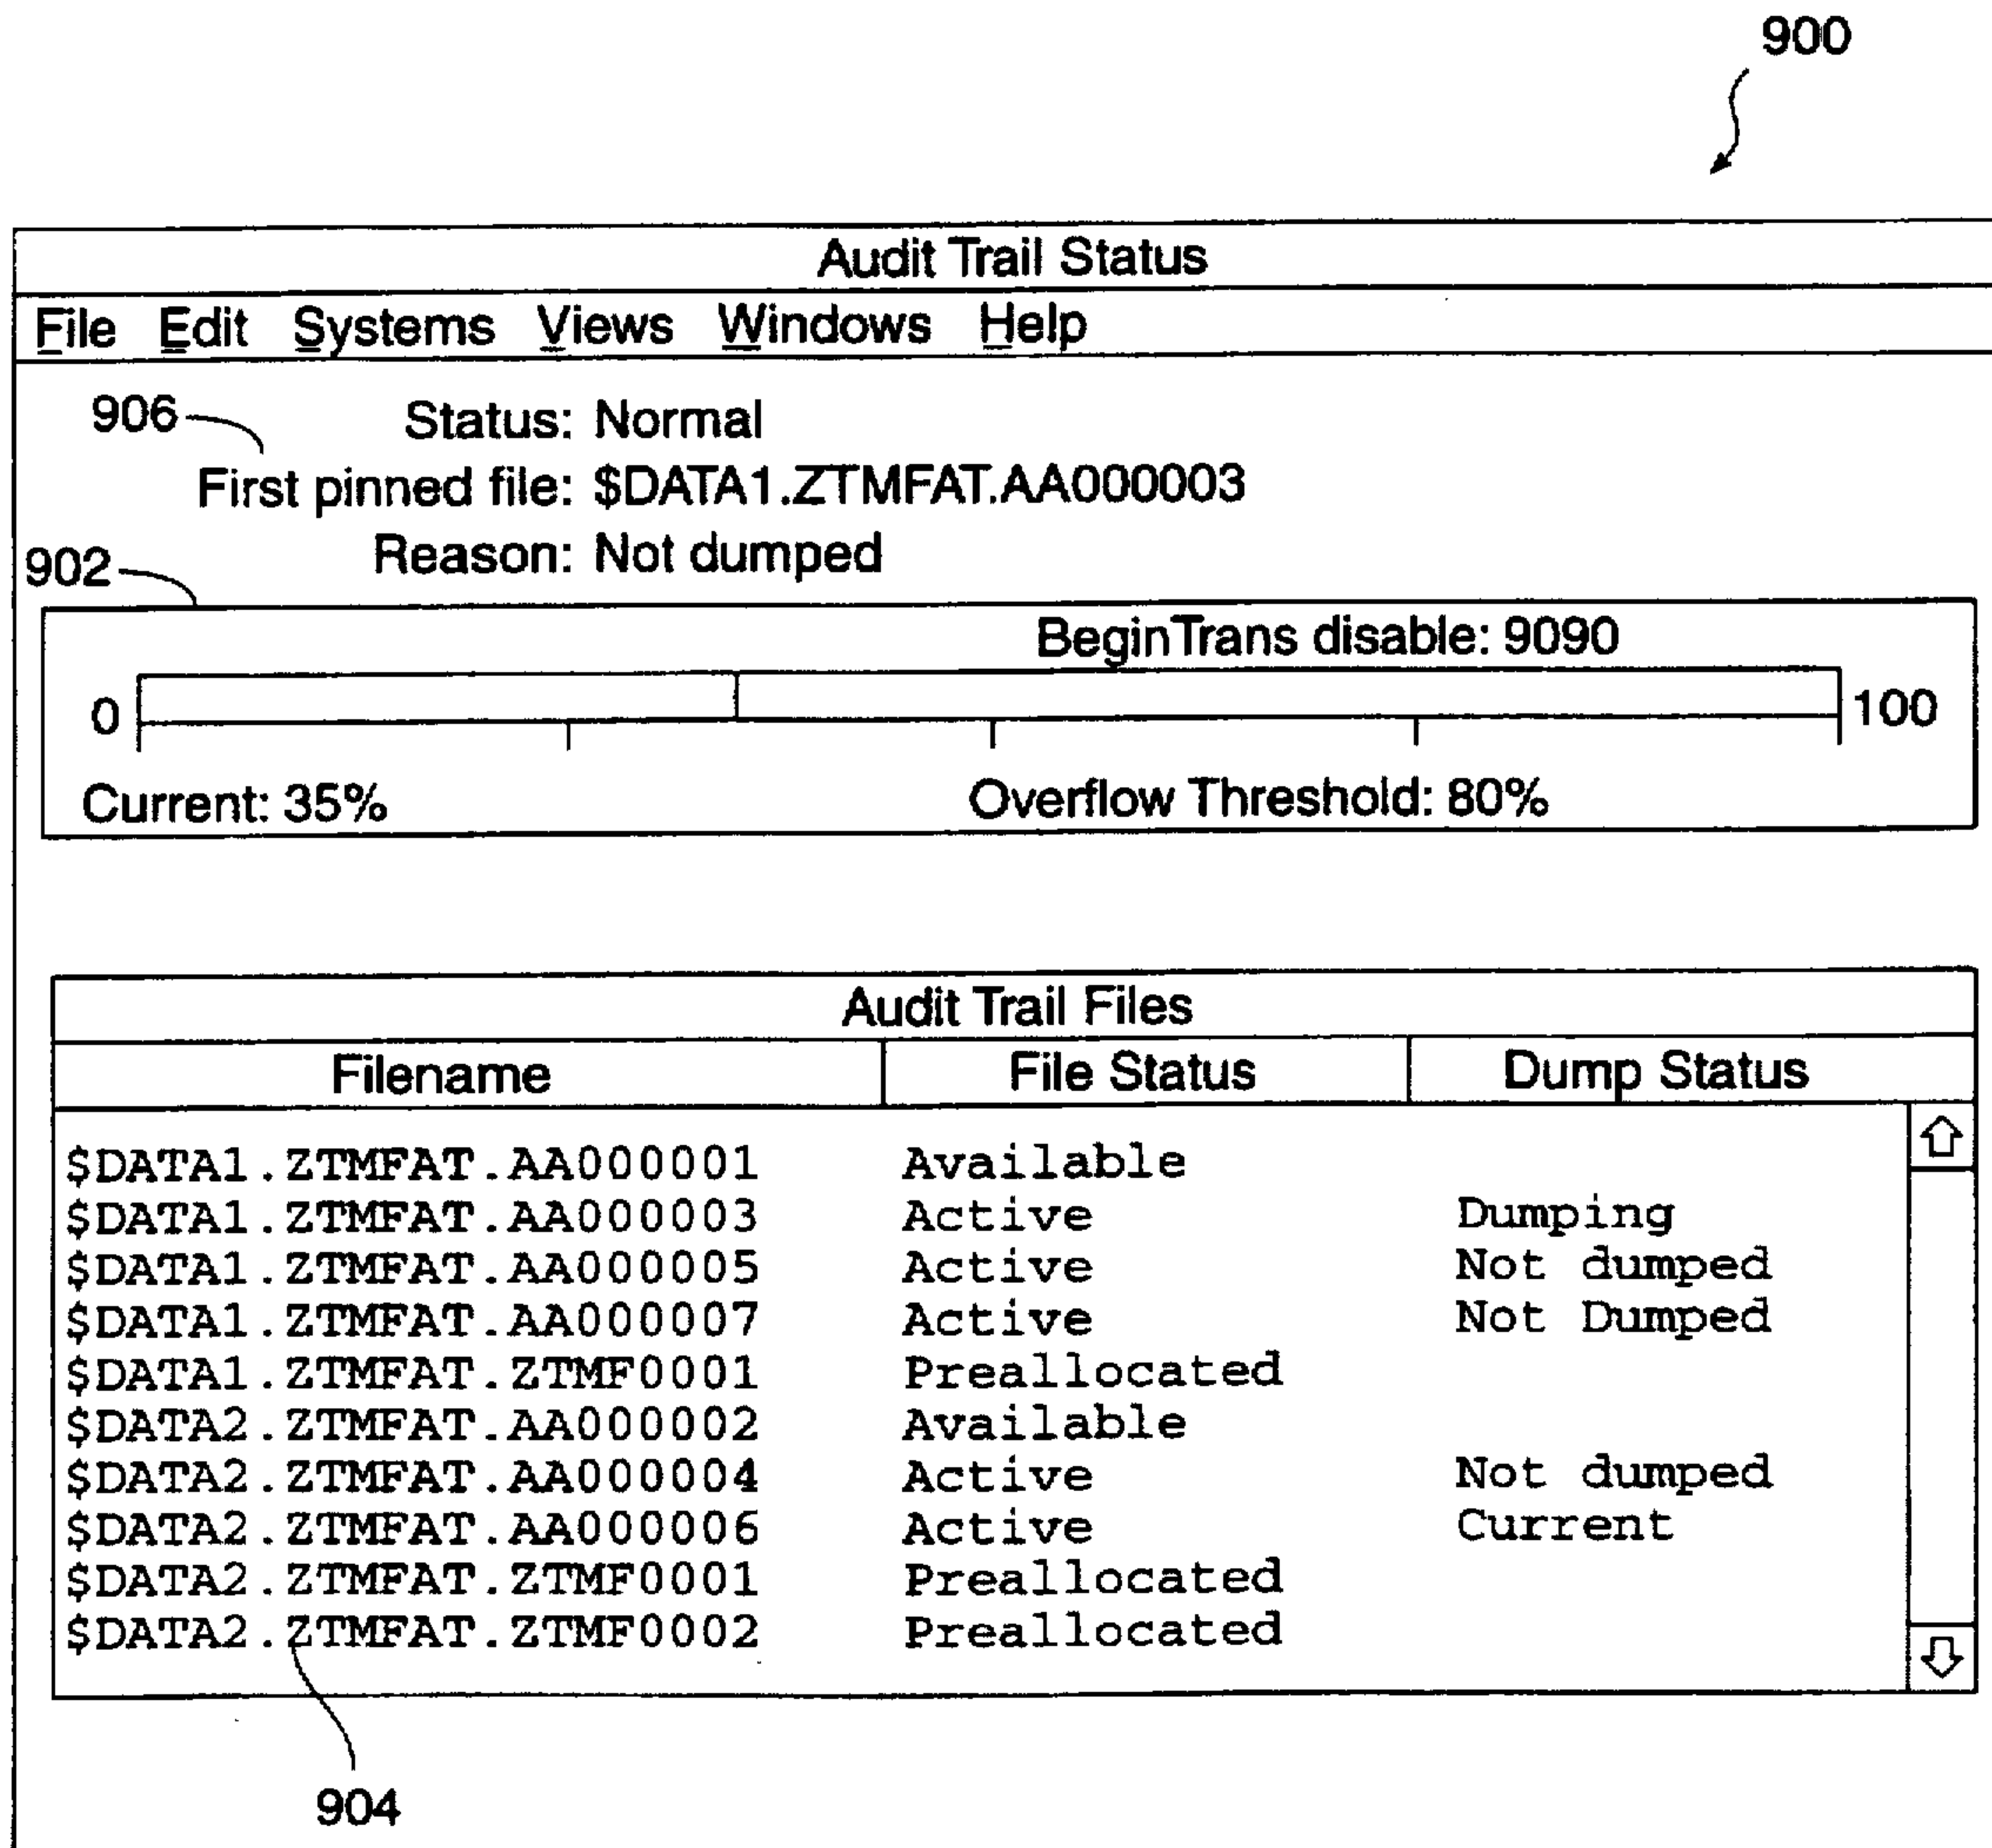 900
Audit Trail Status
File Edit Systems Views Windows Help
906
Status: Normal
First pinned file: $DATA1.ZTMFAT.AA000003
902
Reason: Not dumped
BeginTrans disable: 9090
0 100
Current: 35% Overflow Threshold: 80%
Audit Trail Files
Filename File Status Dump Status
$DATA1.ZTMFAT.AA000001 Available
$DATA1.ZTMFAT.AA000003 Active Dumping
$DATA1.ZTMFAT.AA000005 Active Not dumped
$DATA1.ZTMFAT.AA000007 Active Not Dumped
$DATA1.ZTMFAT.ZTMF0001 Preallocated
$DATA2.ZTMFAT.AA000002 Available
$DATA2.ZTMFAT.AA000004 Active Not dumped
$DATA2.ZTMFAT.AA000006 Active Current
$DATA2.ZTMFAT.ZTMF0001 Preallocated
$DATA2.ZTMFAT.ZTMF0002 Preallocated
904